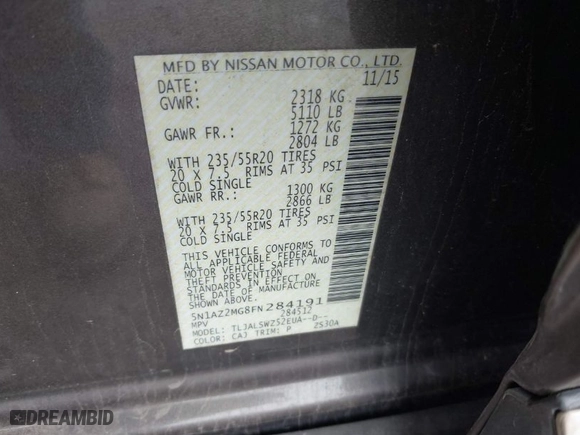 MFD BY NISSAN MOTOR CO., LTD.
DATE: 11/15
GVWR: 2318 KG
5110 LB
GAWR FR.: 1272 KG
2804 LB
WITH 235/55R20 TIRES
20 X 7.5 RIMS AT 35 PSI
COLD SINGLE
GAWR RR.: 1300 KG
2866 LB
WITH 235/55R20 TIRES
20 X 7.5 RIMS AT 35 PSI
COLD SINGLE
THIS VEHICLE CONFORMS TO
ALL APPLICABLE FEDERAL
MOTOR VEHICLE SAFETY AND
THEFT PREVENTION
STANDARDS IN EFFECT ON
THE DATE OF MANUFACTURE
SHOWN ABOVE.
5N1AZ2MG8FN284191
MPV 284512
TLJALSWZ52EUA--D--
COLOR: CAJ TRIM: P 2S30A
DREAMBID